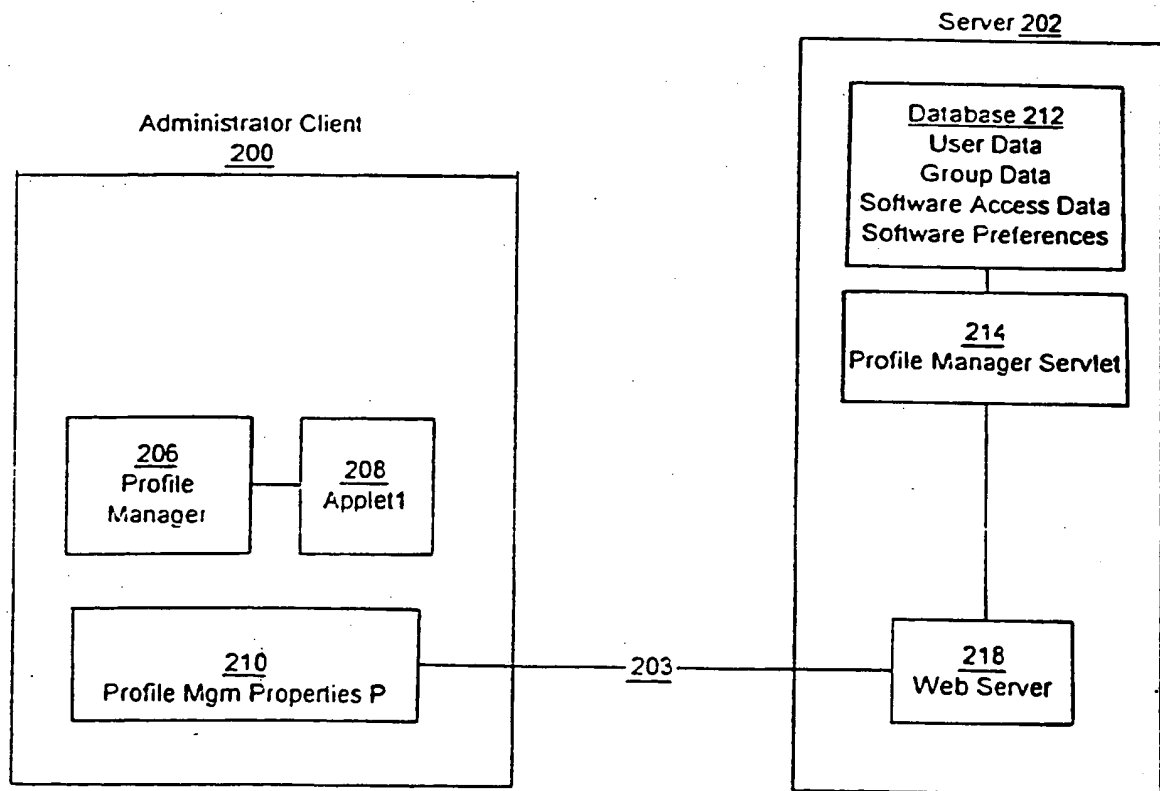 Server 202
Database 212
User Data
Group Data
Software Access Data
Software Preferences
214
Profile Manager Servlet
Administrator Client
200
206
Profile
Manager
208
Applet1
210
Profile Mgm Properties P
203
218
Web Server